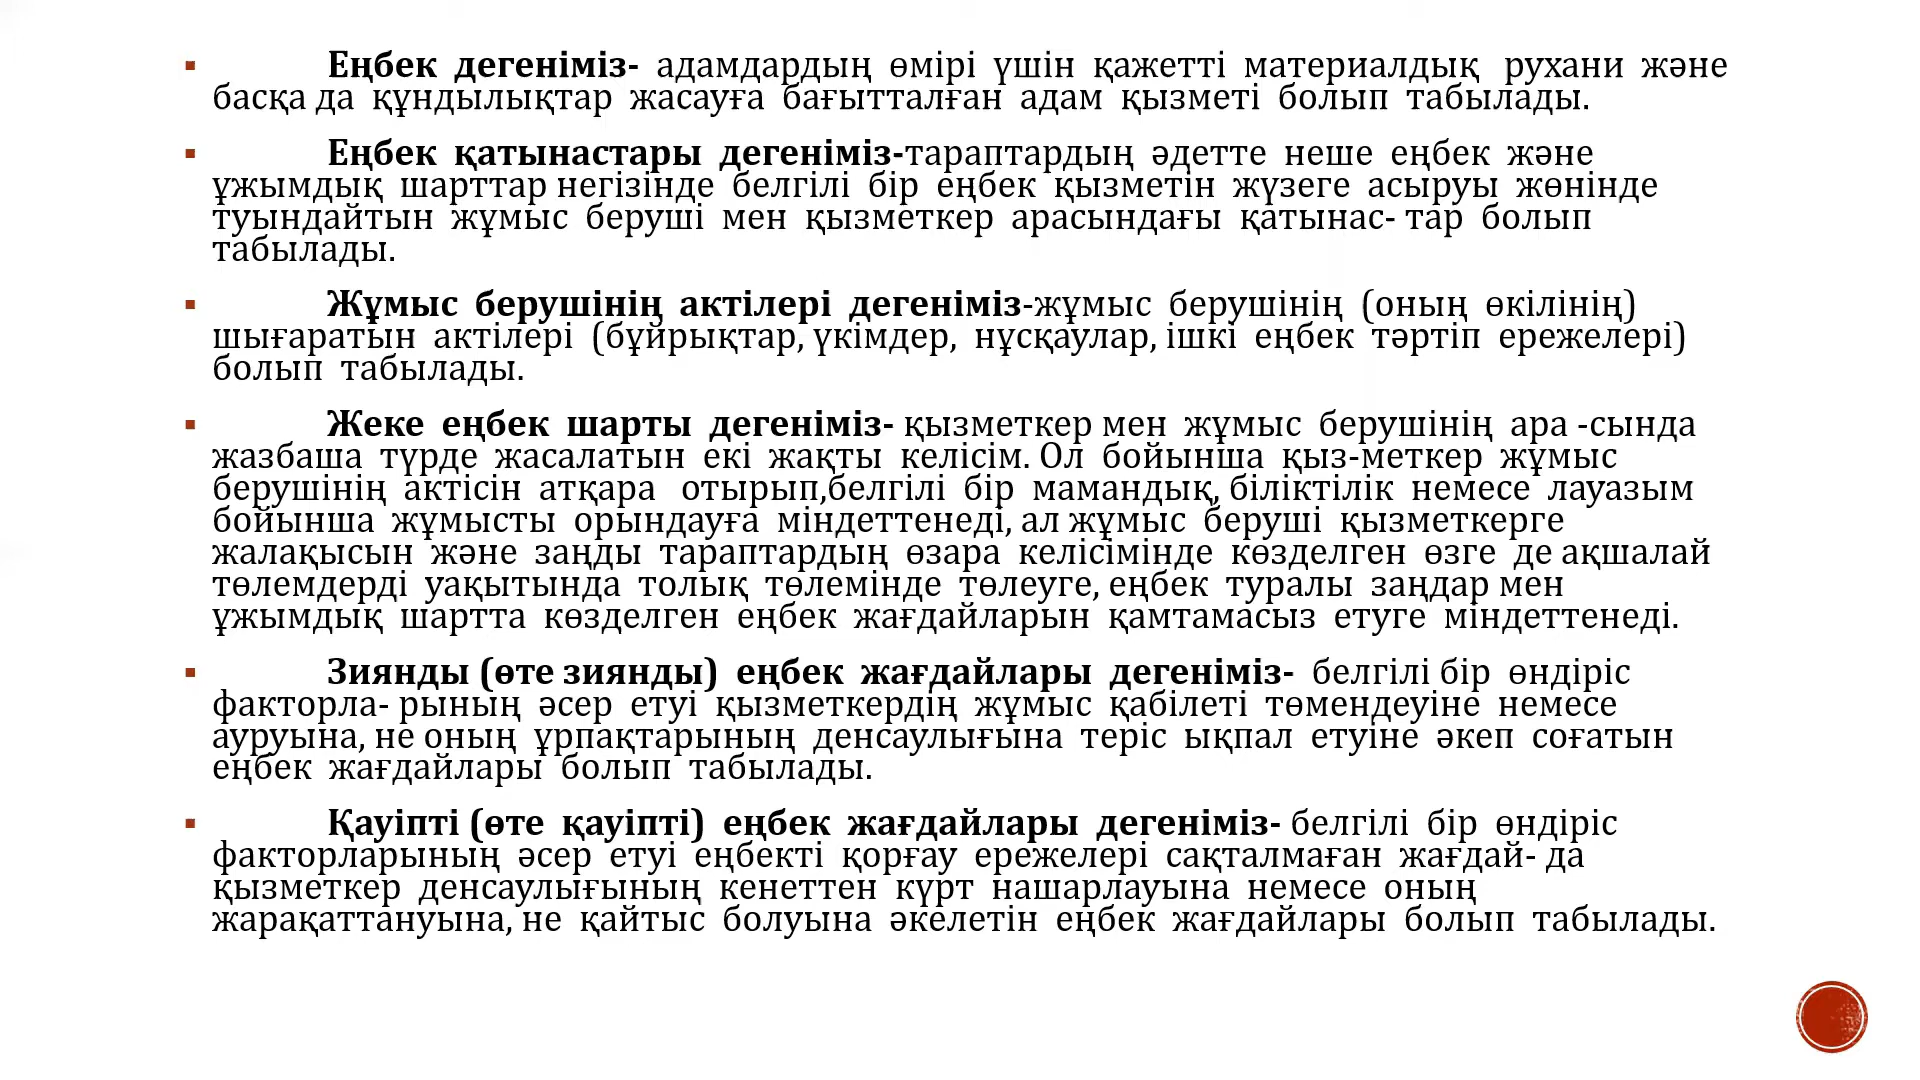 Еңбек дегеніміз- адамдардың өмірі үшін қажетті материалдық рухани және
басқа да құндылықтар жасауға бағытталған адам қызметі болып табылады.
Еңбек қатынастары дегеніміз-тараптардың әдетте неше еңбек және
ұжымдық шарттар негізінде белгілі бір еңбек қызметін жүзеге асыруы жөнінде
туындайтын жұмыс беруші мен қызметкер арасындағы қатынас- тар болып
табылады.
Жұмыс берушінің актілері дегеніміз-жұмыс берушінің (оның өкілінің)
шығаратын актілері (бұйрықтар, үкімдер, нұсқаулар, ішкі еңбек тәртіп ережелері)
болып табылады.
Жеке еңбек шарты дегеніміз- қызметкер мен жұмыс берушінің ара -сында
жазбаша түрде жасалатын екі жақты келісім. Ол бойынша қыз-меткер жұмыс
берушінің актісін атқара отырып,белгілі бір мамандық, біліктілік немесе лауазым
бойынша жұмысты орындауға міндеттенеді, ал жұмыс беруші қызметкерге
жалақысын және заңды тараптардың өзара келісімінде көзделген өзге де ақшалай
төлемдерді уақытында толық төлемінде төлеуге, еңбек туралы заңдар мен
ұжымдық шартта көзделген еңбек жағдайларын қамтамасыз етуге міндеттенеді.
Зиянды (өте зиянды) еңбек жағдайлары дегеніміз- белгілі бір өндіріс
факторла- рының әсер етуі қызметкердің жұмыс қабілеті төмендеуіне немесе
ауруына, не оның ұрпақтарының денсаулығына теріс ықпал етуіне әкеп соғатын
еңбек жағдайлары болып табылады.
Қауіпті (өте қауіпті) еңбек жағдайлары дегеніміз- белгілі бір өндіріс
факторларының әсер етуі еңбекті қорғау ережелері сақталмаған жағдай- да
қызметкер денсаулығының кенеттен күрт нашарлауына немесе оның
жарақаттануына, не қайтыс болуына әкелетін еңбек жағдайлары болып табылады.